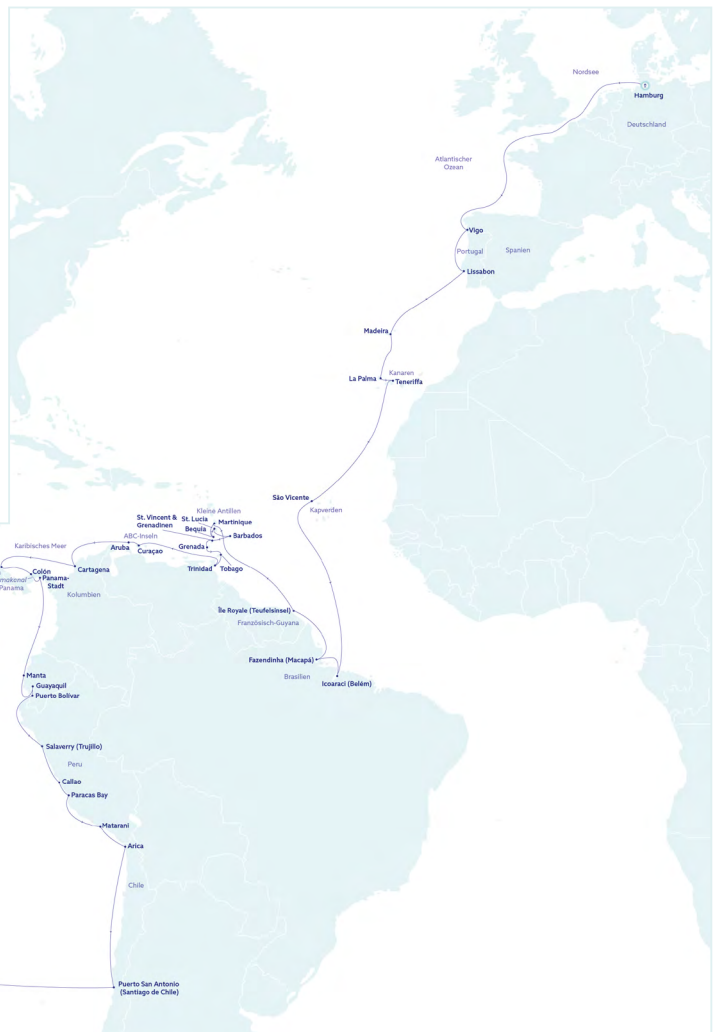 Nordsee
Hamburg
Deutschland
Atlantischer
Ozean
Vigo
Portugal
Spanien
Lissabon
Madeira
Kanaren
La Palma
Teneriffa
São Vicente
Kapverden
Kleine Antillen
St. Vincent &
Grenadinen
St. Lucia
Martinique
Bequia
Barbados
ABC-Inseln
Karibisches Meer
Aruba
Curaçao
Grenada
Trinidad
Tobago
Cartagena
Colón
Panama-
Stadt
Panama
Kolumbien
Île Royale (Teufelsinsel)
Französisch-Guyana
Fazendinha (Macapá)
Brasilien
Icoaraci (Belém)
Manta
Guayaquil
Puerto Bolívar
Salaverry (Trujillo)
Peru
Callao
Paracas Bay
Matarani
Arica
Chile
Puerto San Antonio
(Santiago de Chile)